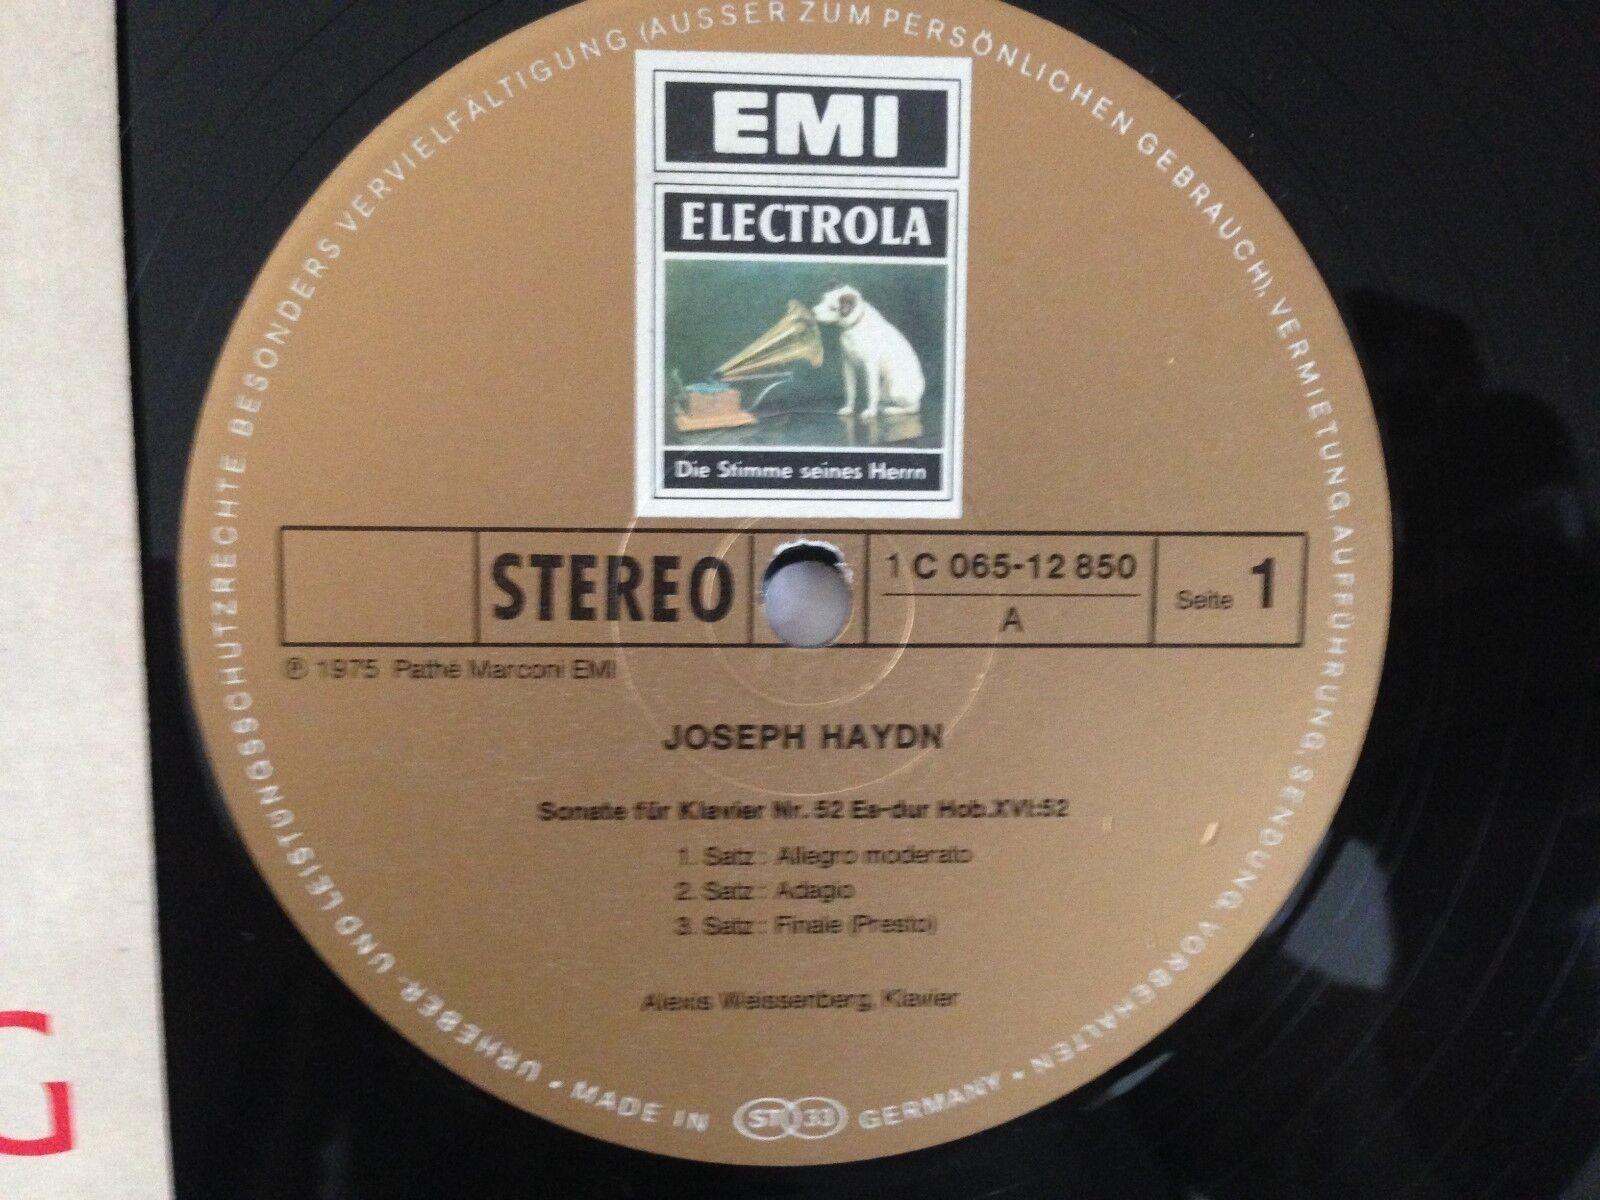 EMI
ELECTROLA
Die Stimme seines Herrn
STEREO
1 C 065-12 850
A
Seite 1
℗ 1975 Pathé Marconi EMI
JOSEPH HAYDN
Sonate für Klavier Nr. 52 Es-dur Hob.XVI:52
1. Satz: Allegro moderato
2. Satz: Adagio
3. Satz: Finale (Presto)
Alexis Weissenberg, Klavier
URHEBER- UND LEISTUNGSSCHUTZRECHTE BESONDERS VERVIELFÄLTIGUNG (AUSSER ZUM PERSÖNLICHEN GEBRAUCH), VERMIETUNG, AUFFÜHRUNG, SENDUNG, VORBEHALTEN •
MADE IN ST 33 GERMANY •
G